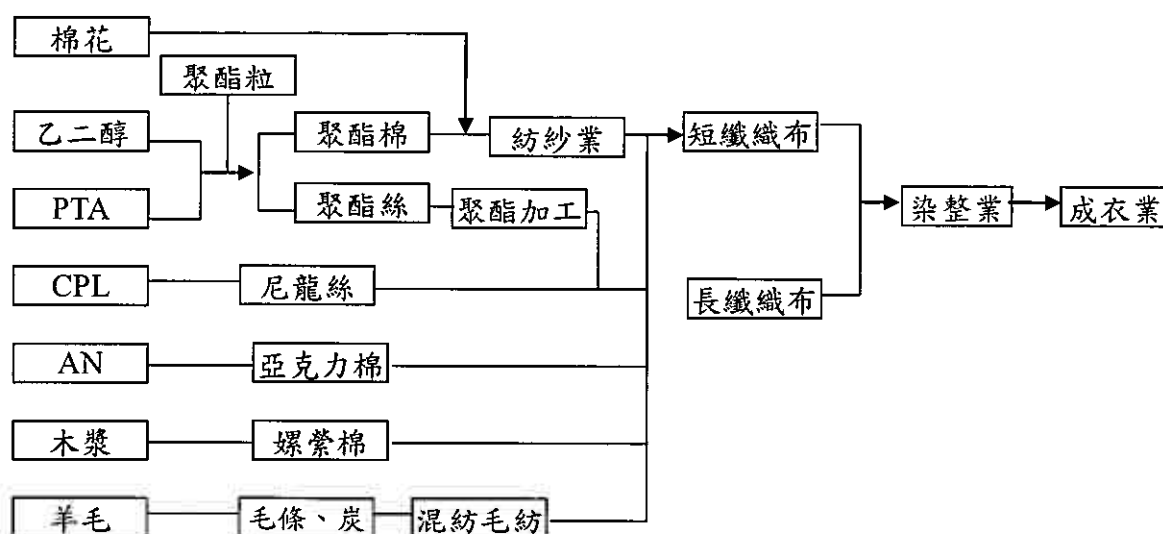 棉花
聚酯粒
乙二醇
聚酯棉
紡紗業
短纖織布
PTA
聚酯絲
聚酯加工
染整業
成衣業
CPL
尼龍絲
長纖織布
AN
亞克力棉
木漿
嫘縈棉
羊毛
毛條、炭
混紡毛紡